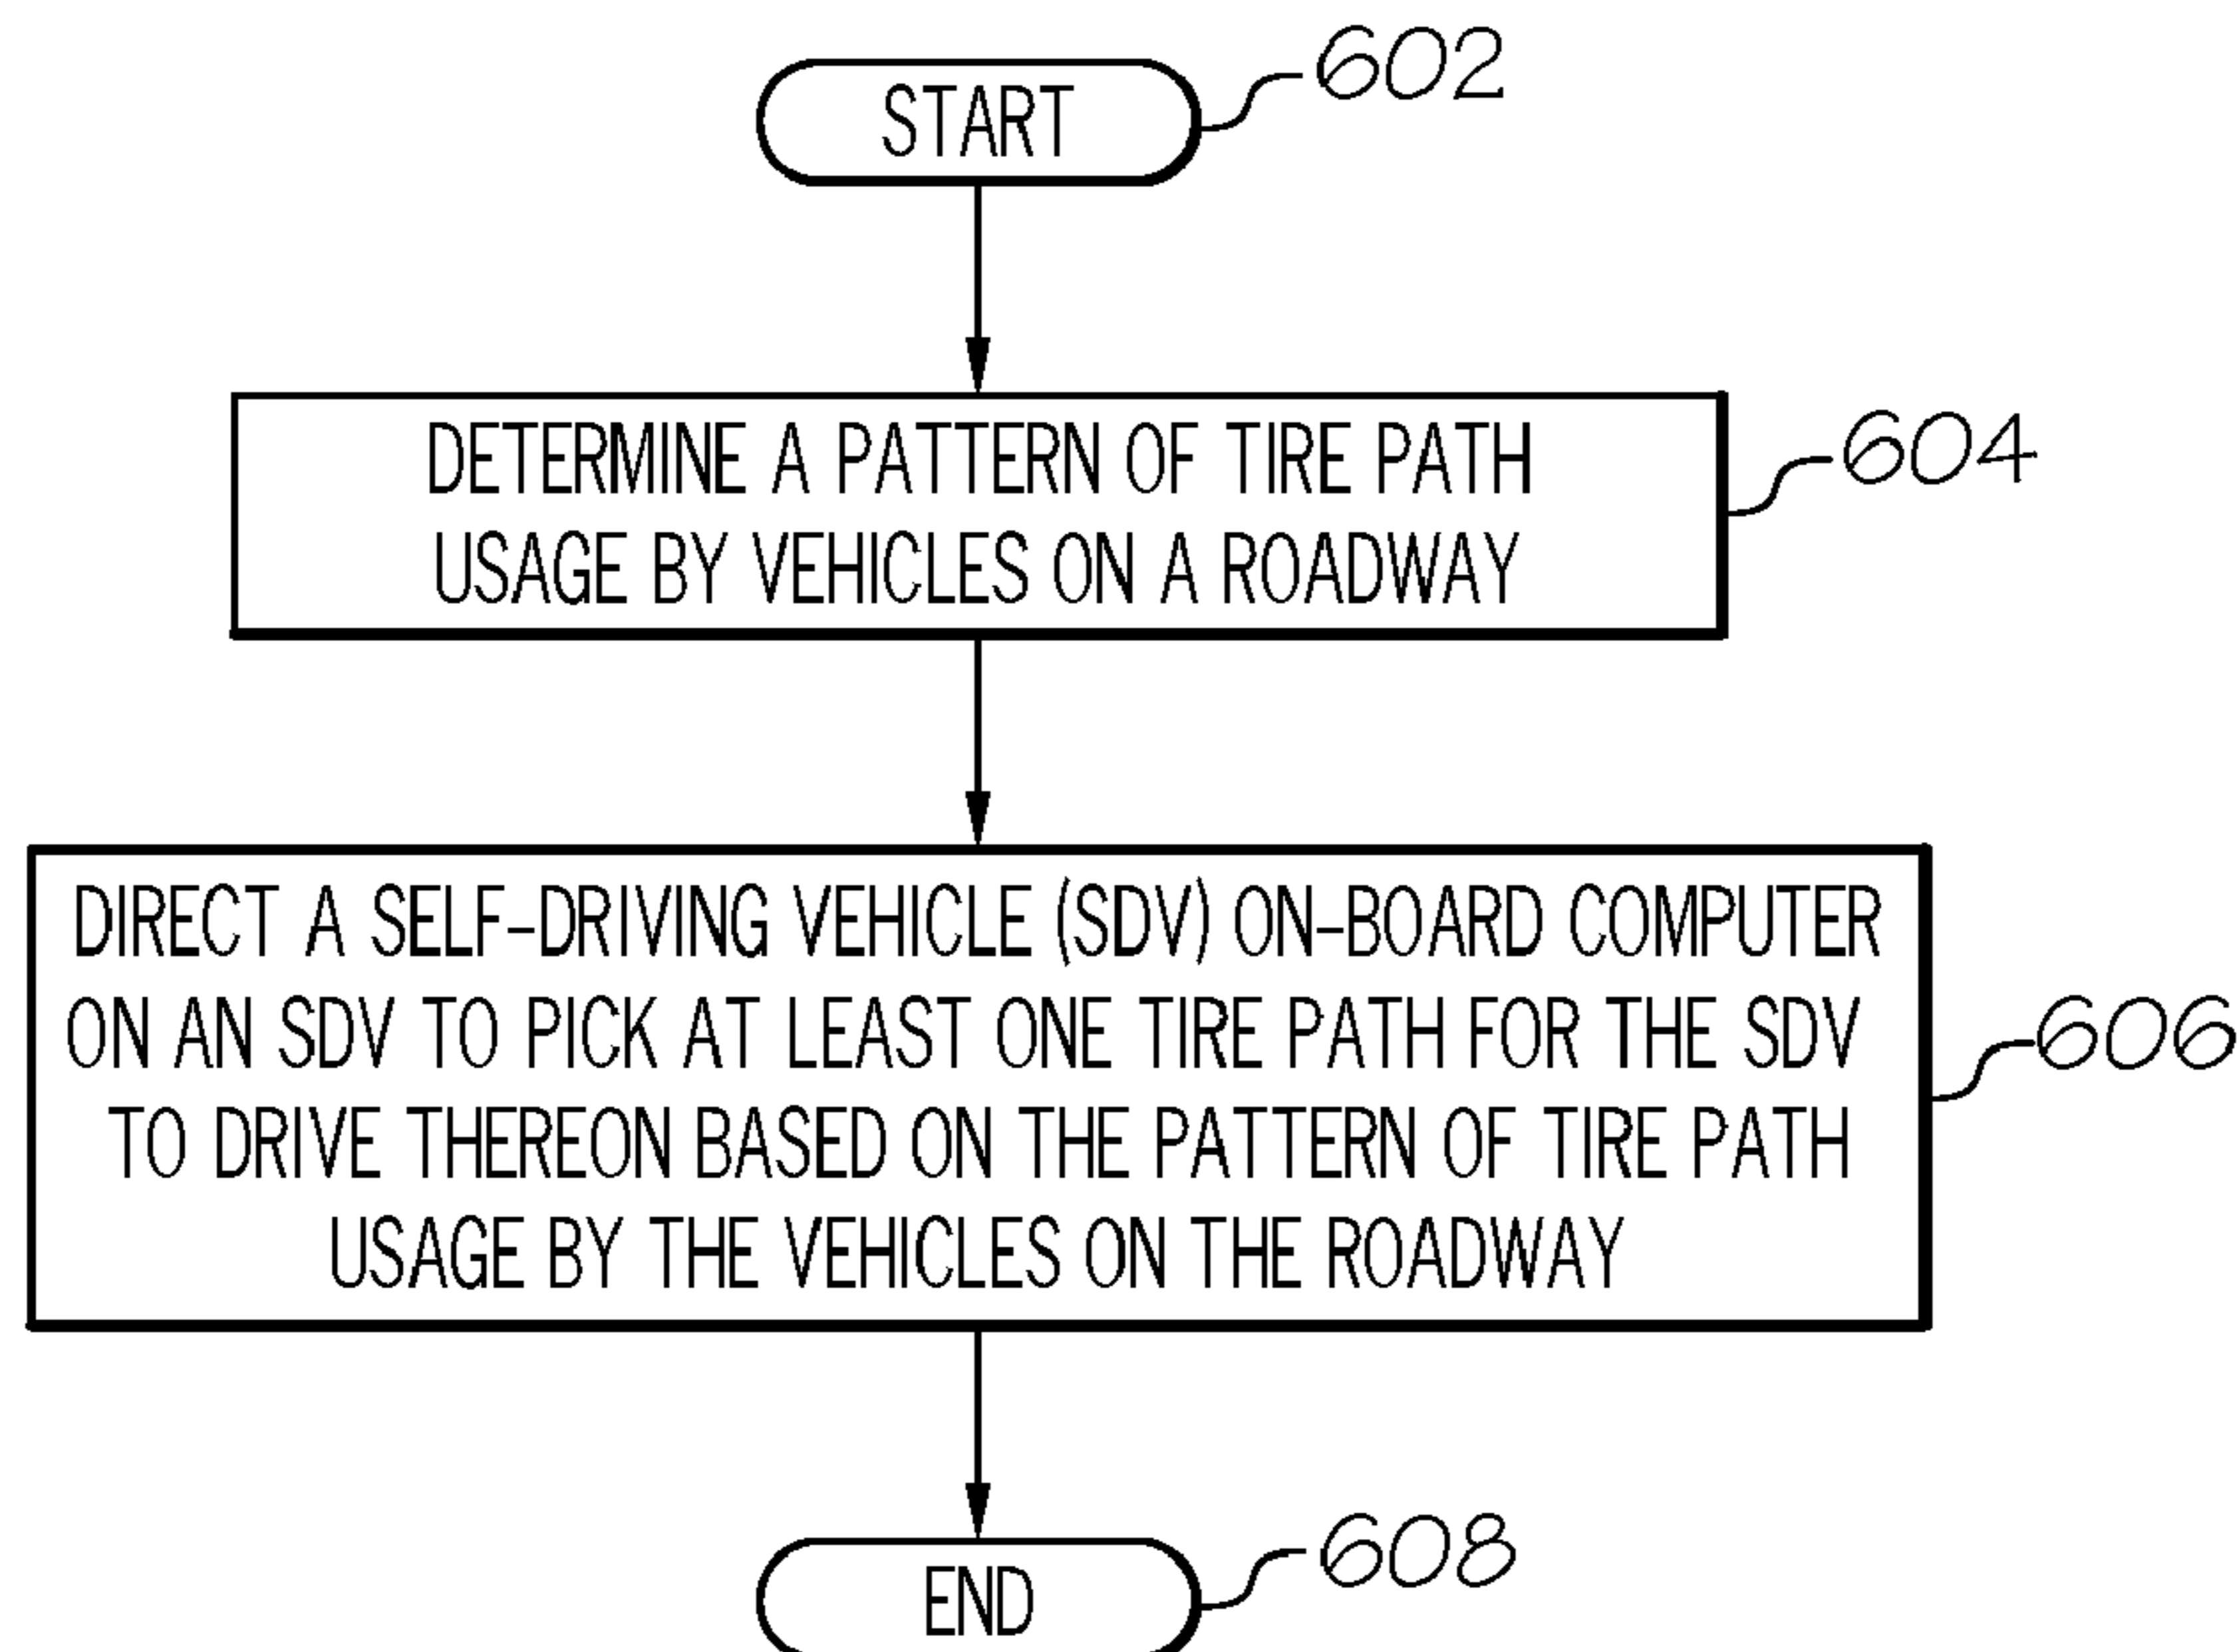 START
602
DETERMINE A PATTERN OF TIRE PATH
USAGE BY VEHICLES ON A ROADWAY
604
DIRECT A SELF-DRIVING VEHICLE (SDV) ON-BOARD COMPUTER
ON AN SDV TO PICK AT LEAST ONE TIRE PATH FOR THE SDV
TO DRIVE THEREON BASED ON THE PATTERN OF TIRE PATH
USAGE BY THE VEHICLES ON THE ROADWAY
606
END
608